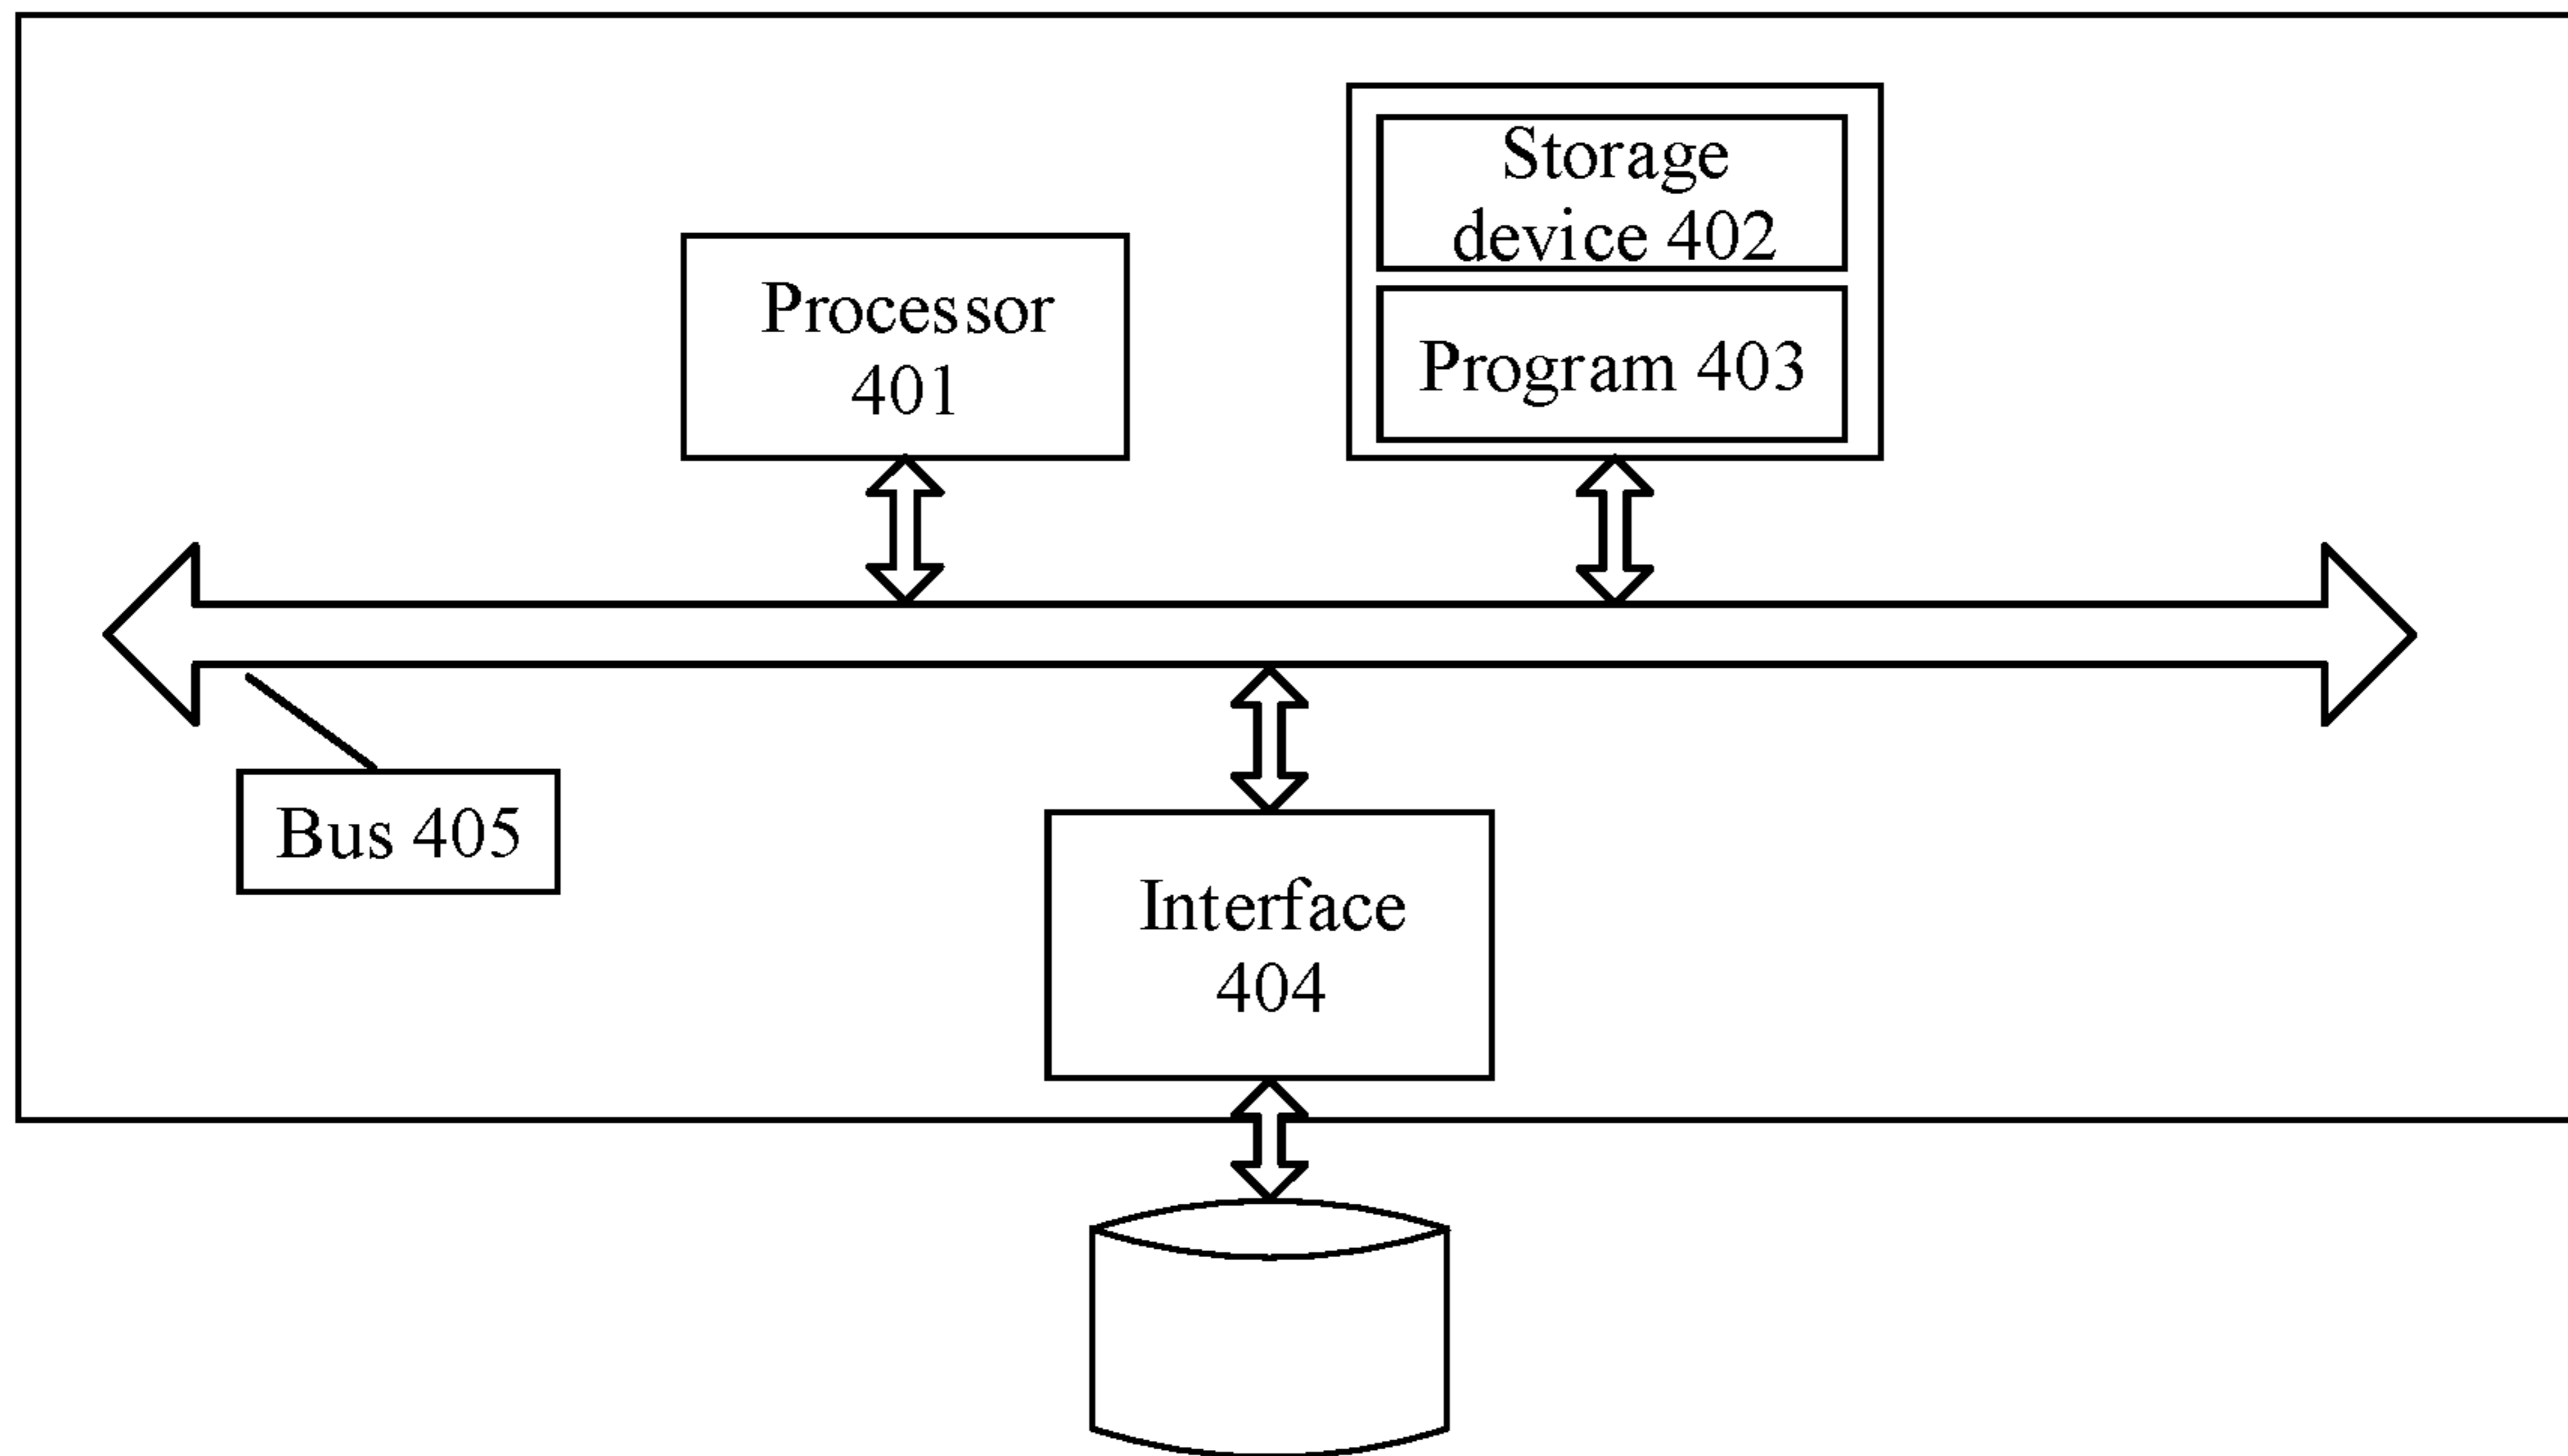 Storage
device 402
Processor
401
Program 403
Bus 405
Interface
404